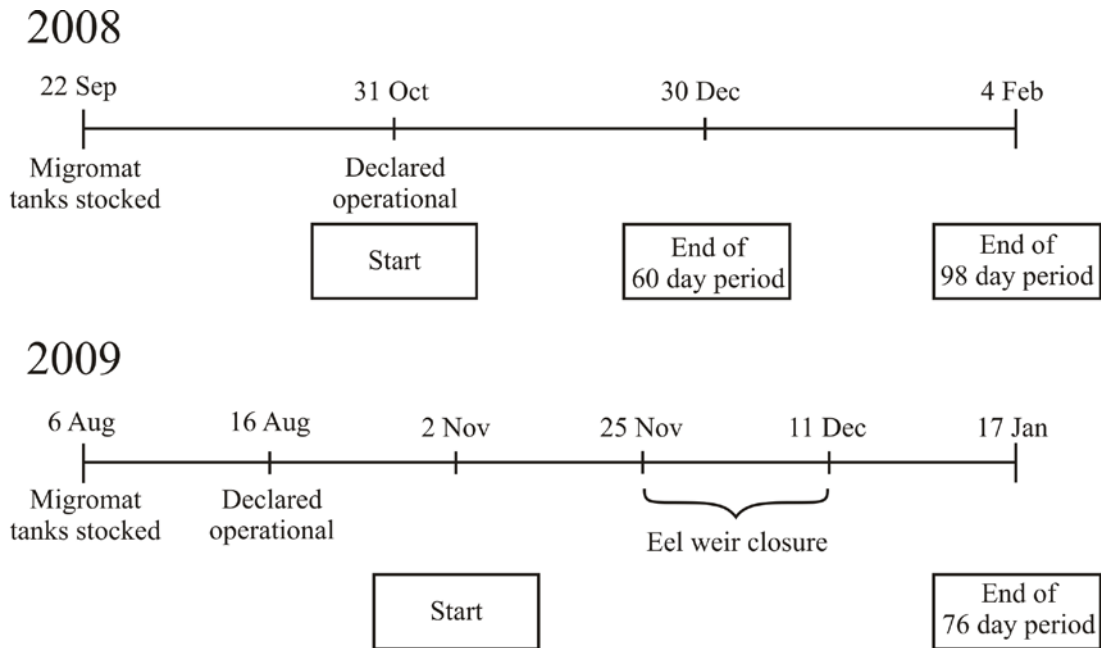 2008
22 Sep
31 Oct
30 Dec
4 Feb
Migromat
tanks stocked
Declared
operational
Start
End of
60 day period
End of
98 day period
2009
6 Aug
16 Aug
2 Nov
25 Nov
11 Dec
17 Jan
Migromat
tanks stocked
Declared
operational
Eel weir closure
Start
End of
76 day period